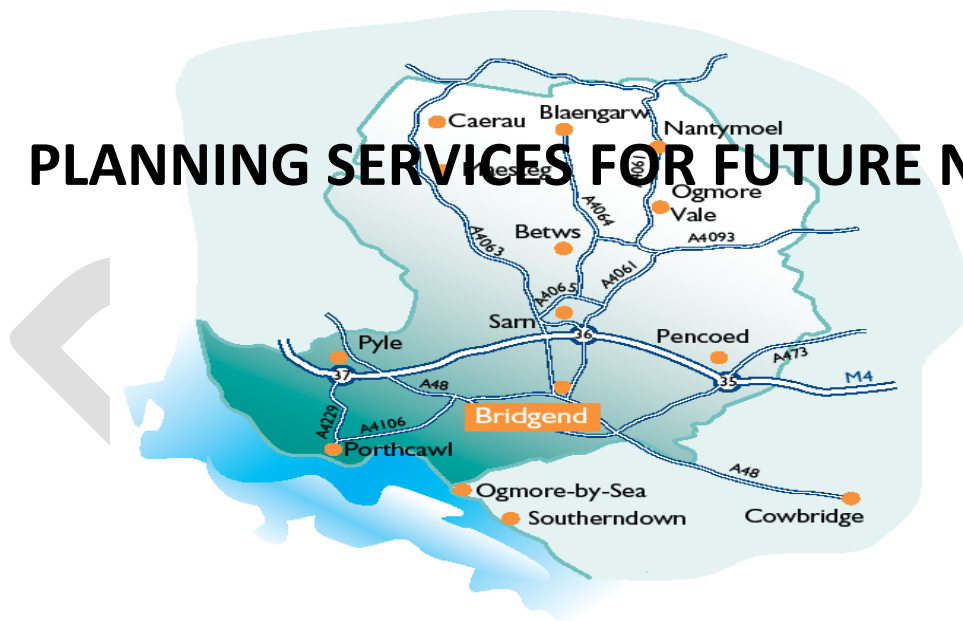 Blaengarw
Caerau
Nantymoel
PLANNING SERVICES FOR FUTURE N
Maesteg
A4061
Ogmore
Vale
A4064
Betws
A4063
A4093
A4065
A4061
Sarn
36
Pencoed
Pyle
A473
37
A48
35
M4
Bridgend
A4229
A4106
Porthcawl
A48
Ogmore-by-Sea
Southerndown
Cowbridge